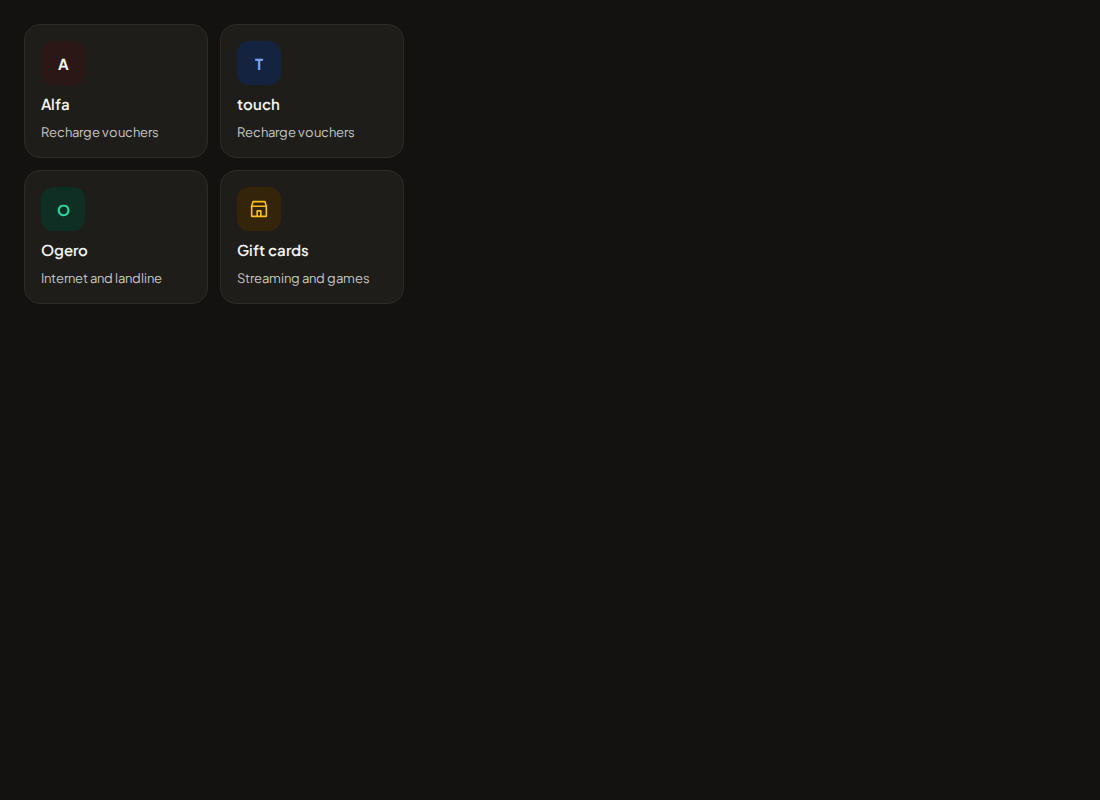 A
Alfa
Recharge vouchers
T
touch
Recharge vouchers
O
Ogero
Internet and landline
Gift cards
Streaming and games